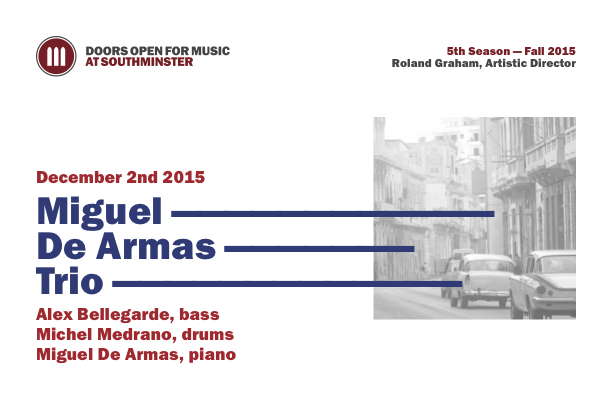 DOORS OPEN FOR MUSIC
AT SOUTHMINSTER
5th Season — Fall 2015
Roland Graham, Artistic Director
December 2nd 2015
Miguel
De Armas
Trio
Alex Bellegarde, bass
Michel Medrano, drums
Miguel De Armas, piano